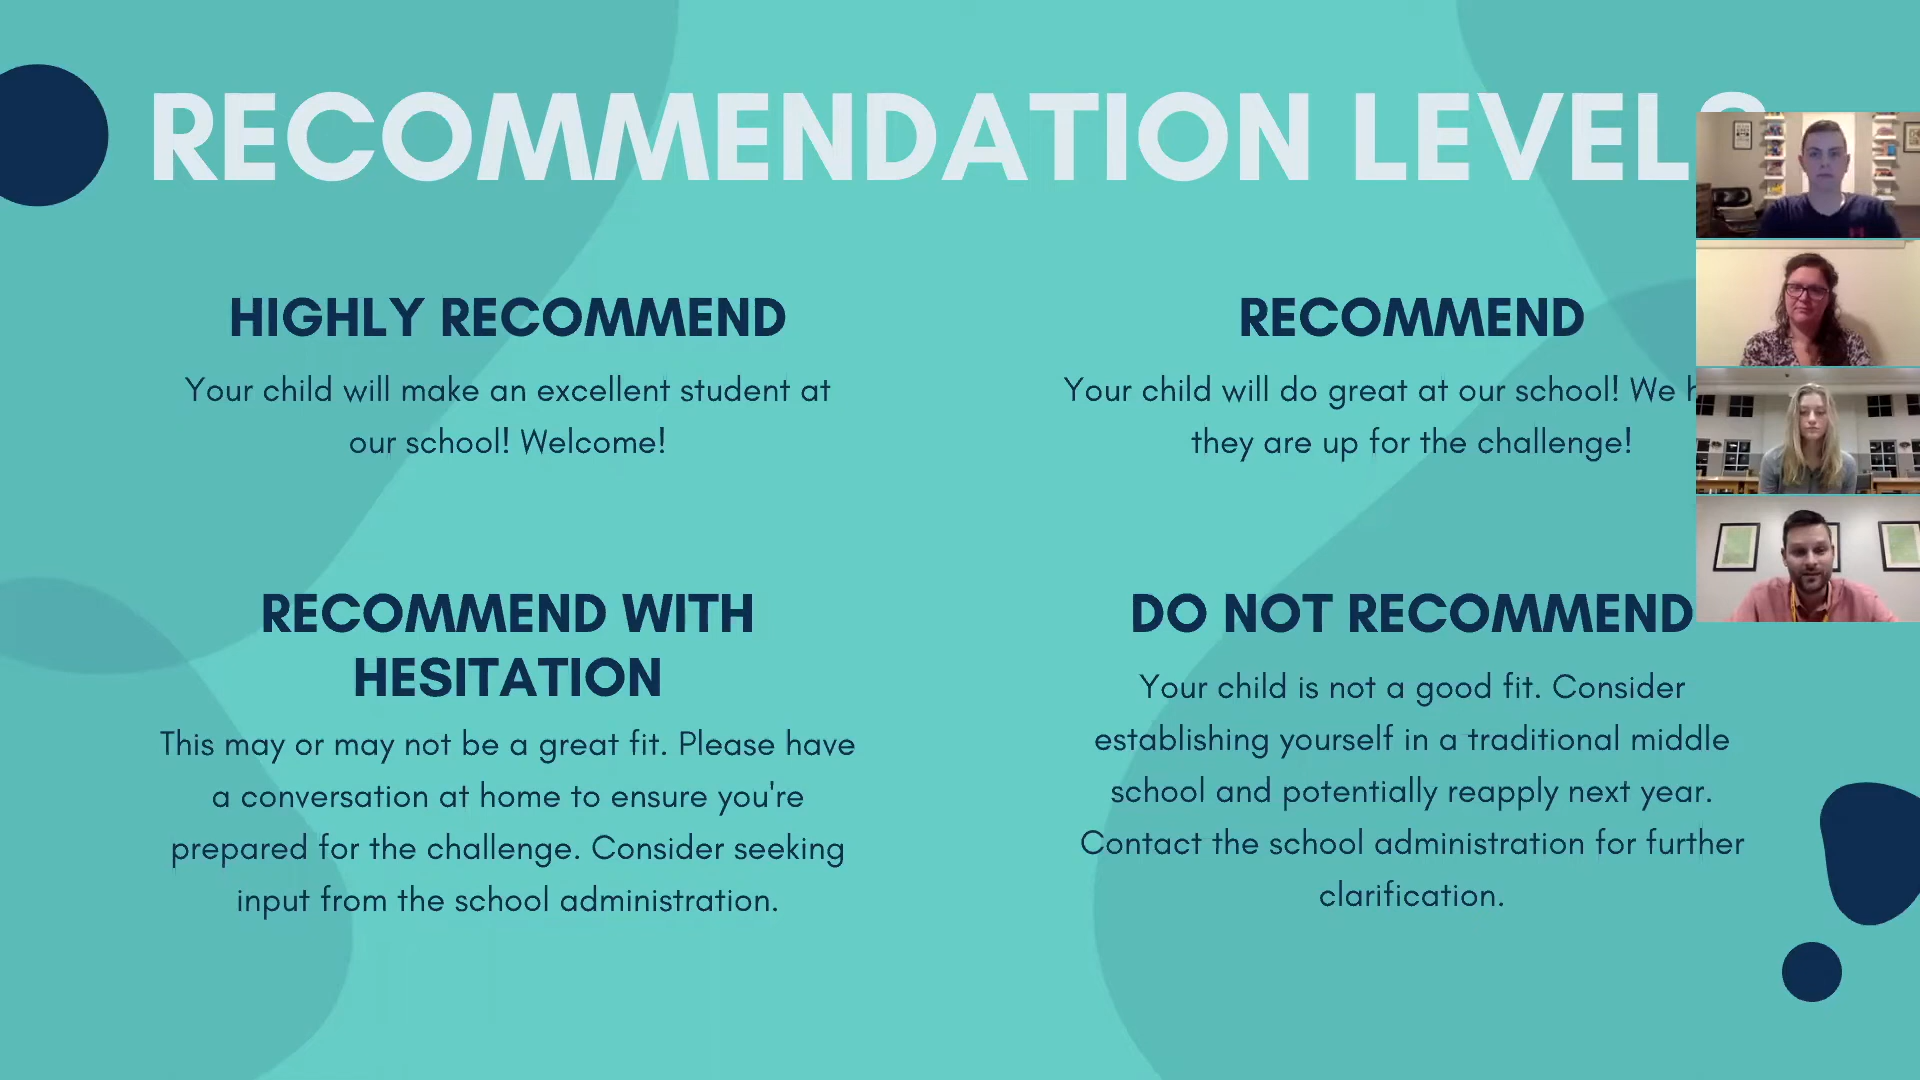 RECOMMENDATION LEVELS
HIGHLY RECOMMEND
Your child will make an excellent student at
our school! Welcome!
RECOMMEND
Your child will do great at our school! We
they are up for the challenge!
RECOMMEND WITH
HESITATION
This may or may not be a great fit. Please have
a conversation at home to ensure you're
prepared for the challenge. Consider seeking
input from the school administration.
DO NOT RECOMMEND
Your child is not a good fit. Consider
establishing yourself in a traditional middle
school and potentially reapply next year.
Contact the school administration for further
clarification.